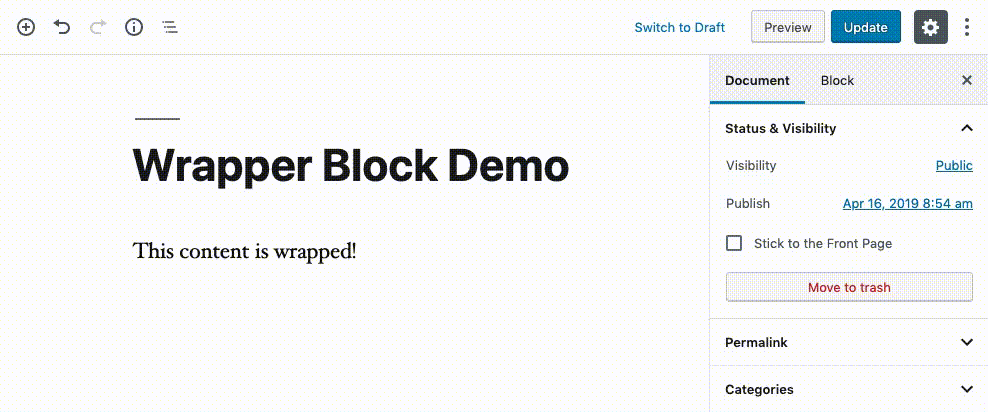 Switch to Draft Preview Update
Document Block
Wrapper Block Demo
This content is wrapped!
Status & Visibility
Visibility Public
Publish Apr 16, 2019 8:54 am
Stick to the Front Page
Move to trash
Permalink
Categories